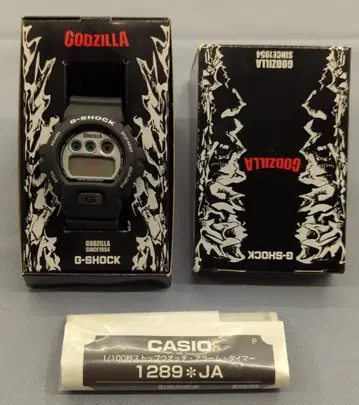 GODZILLA
G-SHOCK
GODZILLA
G
GODZILLA
SINCE1954
G-SHOCK
GODZILLA
SINCE1954
GODZILLA
G-SHOCK
P
CASIO
1/100秒ストップウオッチ・アラーム・タイマー
1289*JA